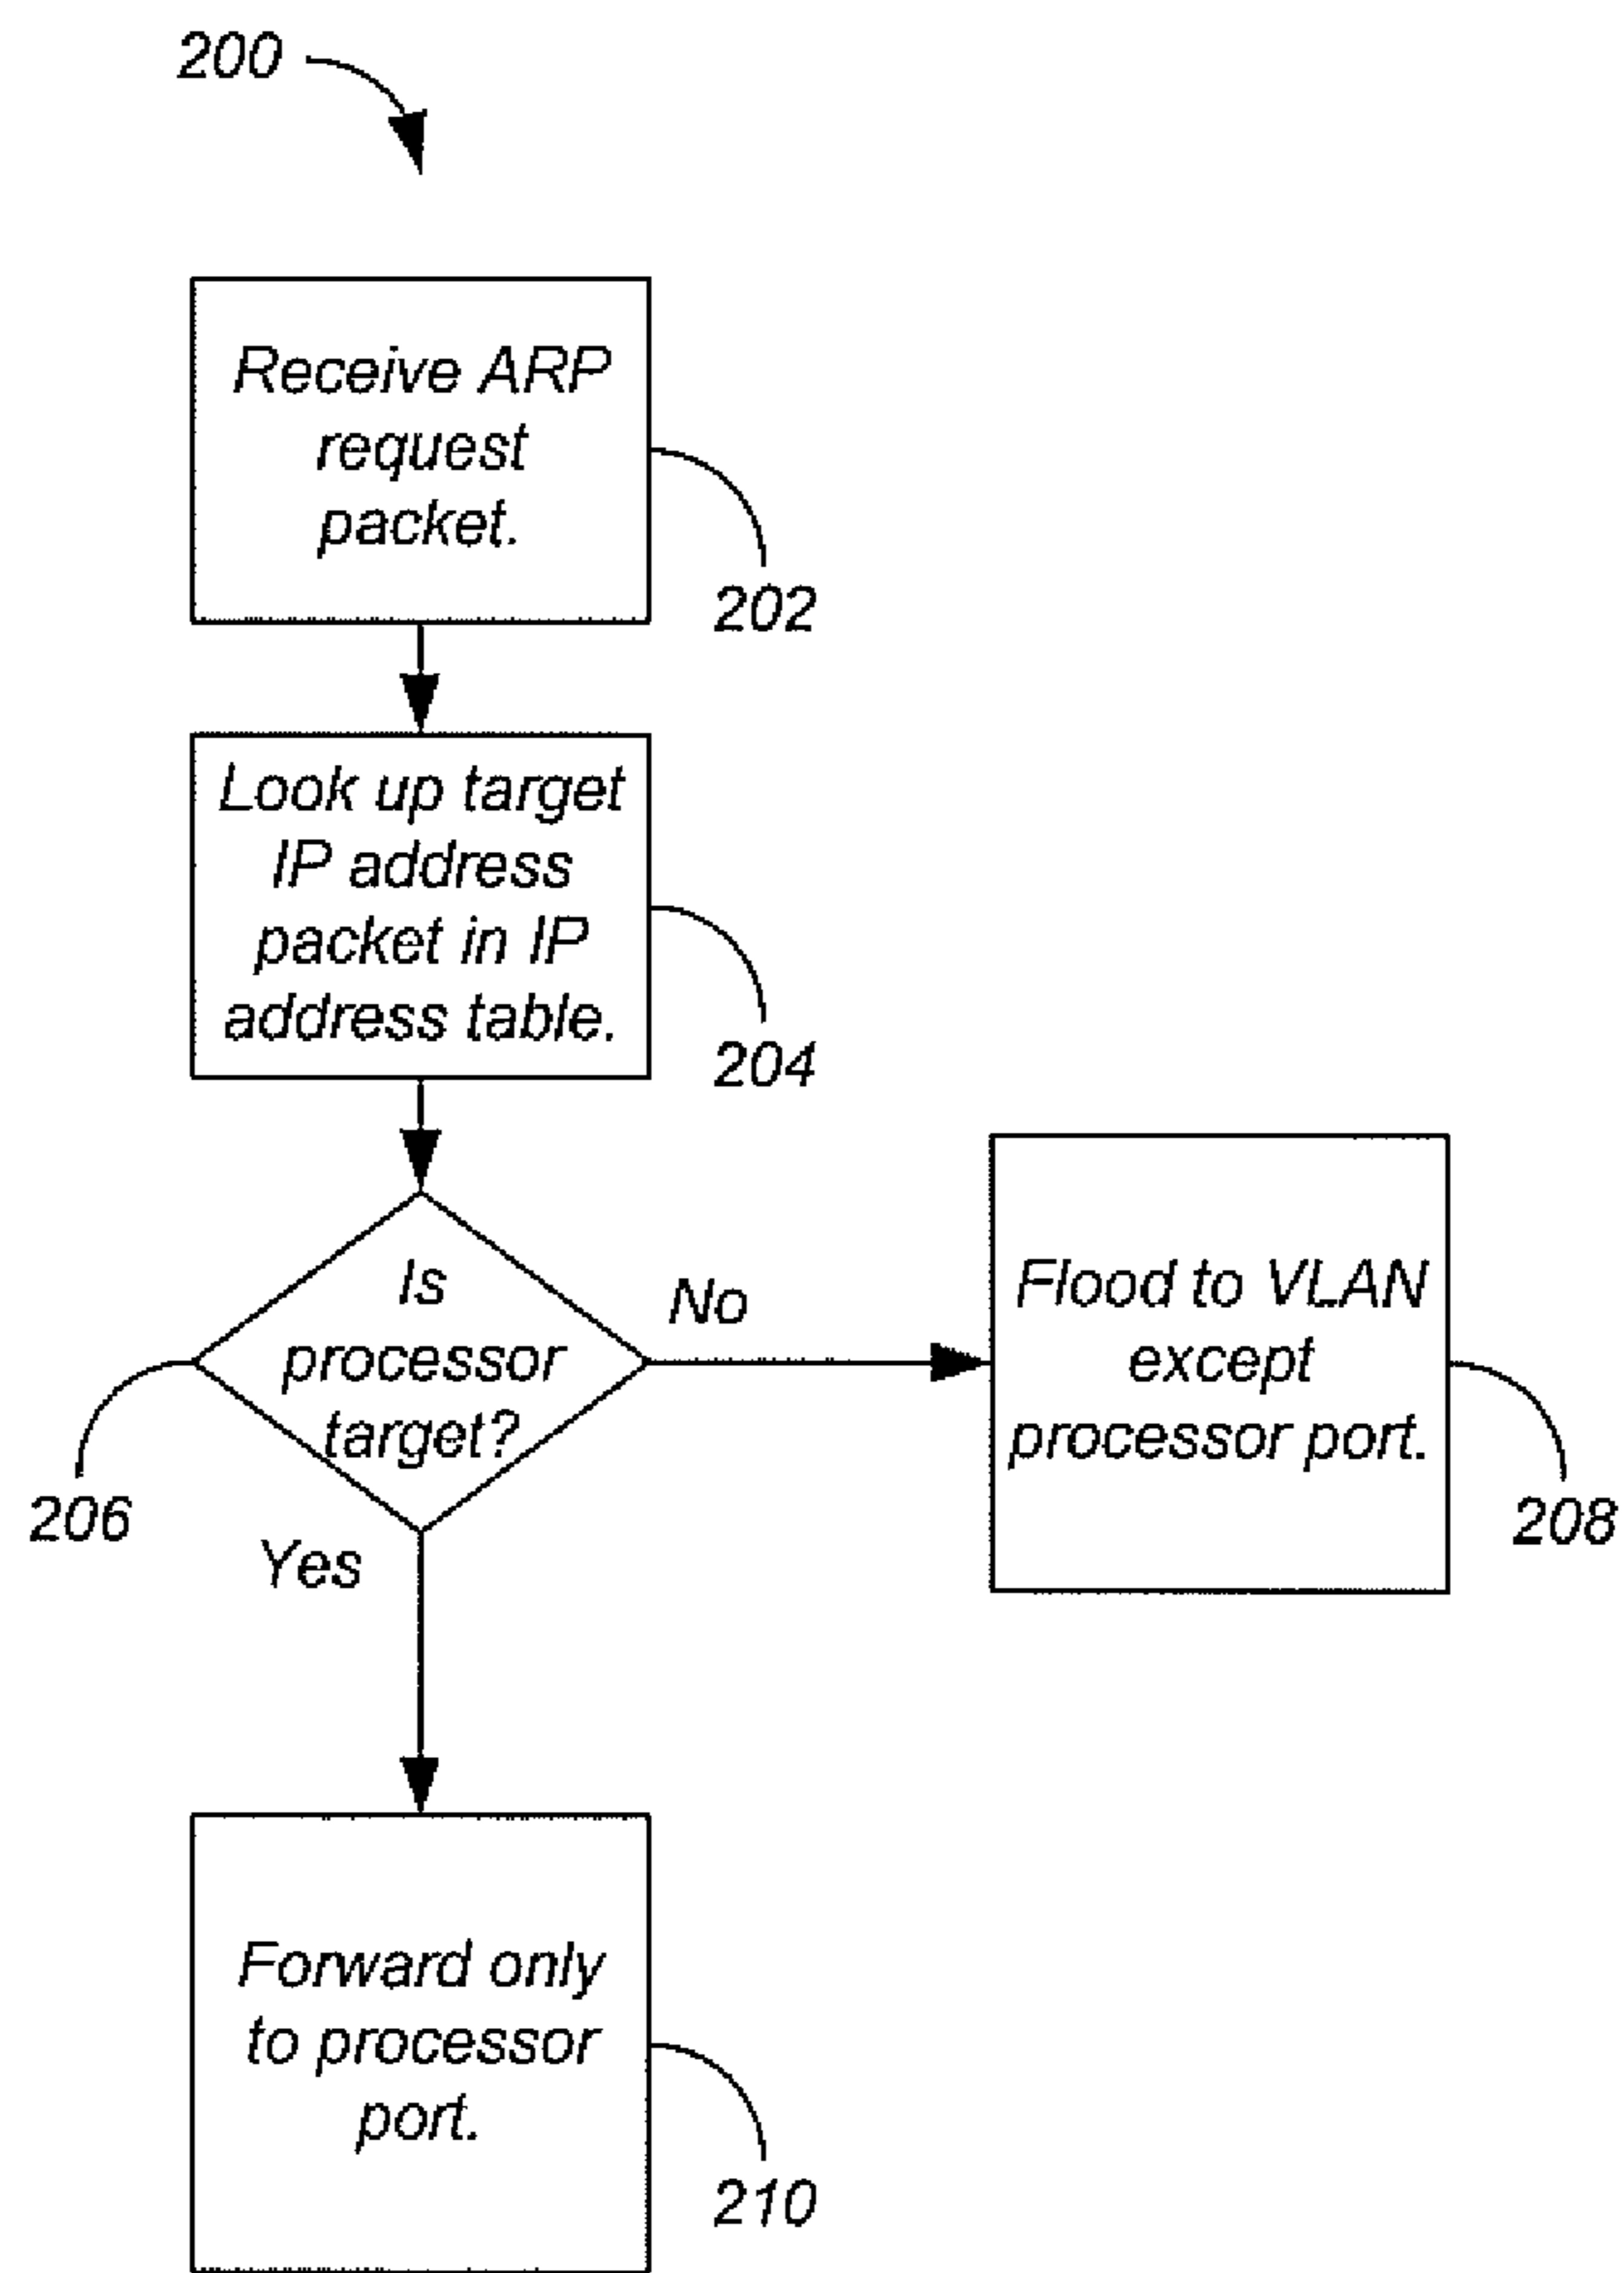 200
Receive ARP
request
packet.
202
Look up target
IP address
packet in IP
address table.
204
Is
processor
target?
206
No
Flood to VLAN
except
processor port.
208
Yes
Forward only
to processor
port.
210